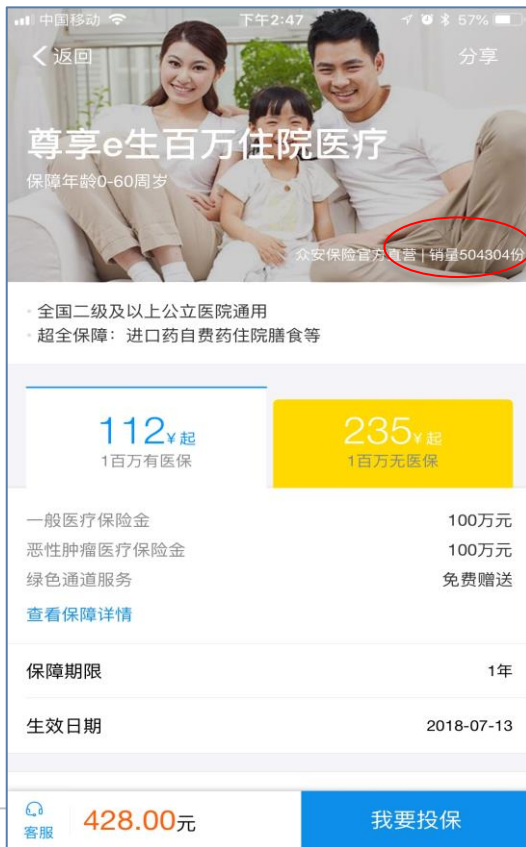 中国移动 下午2:47 57%
返回 分享
尊享e生百万住院医疗
保障年龄0-60周岁
众安保险官方直营 | 销量504304份
· 全国二级及以上公立医院通用
· 超全保障：进口药自费药住院膳食等
112¥起 235¥起
1百万有医保 1百万无医保
一般医疗保险金 100万元
恶性肿瘤医疗保险金 100万元
绿色通道服务 免费赠送
查看保障详情
保障期限 1年
生效日期 2018-07-13
客服 428.00元 我要投保